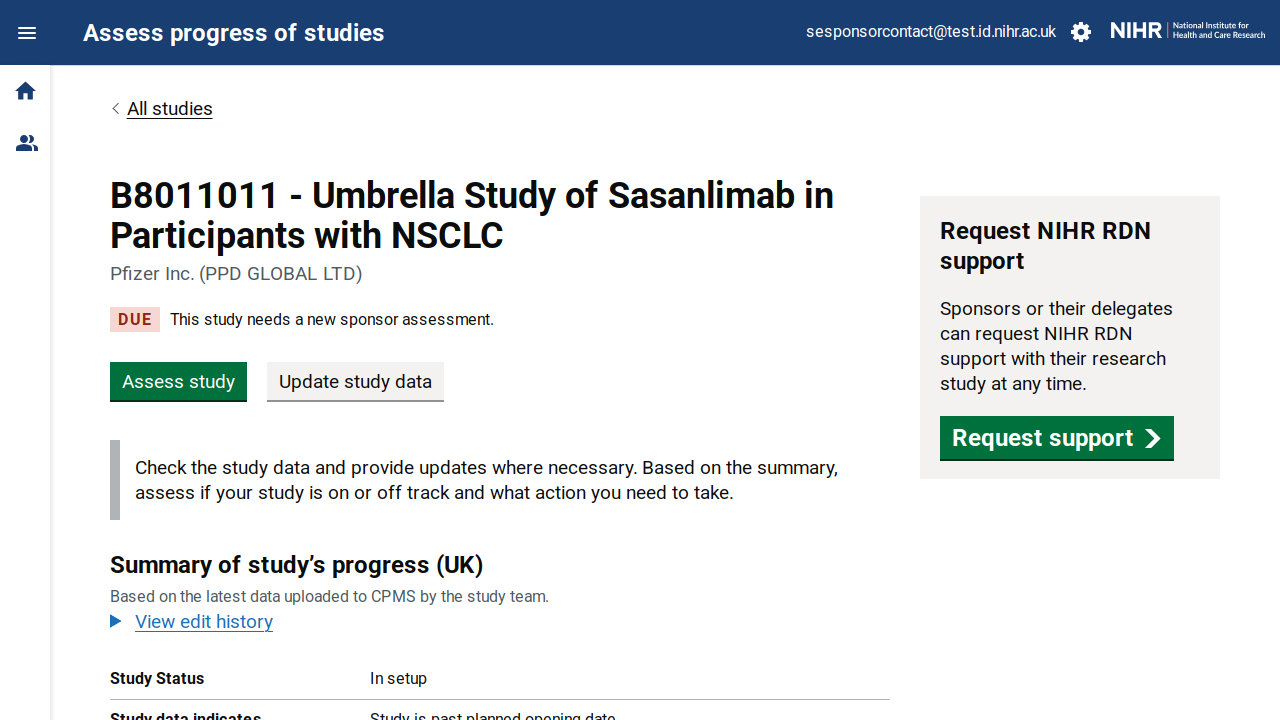 Assess progress of studies
sesponsorcontact@test.id.nihr.ac.uk
NIHR
National Institute for
Health and Care Research
All studies
B8011011 - Umbrella Study of Sasanlimab in
Participants with NSCLC
Pfizer Inc. (PPD GLOBAL LTD)
DUE This study needs a new sponsor assessment.
Assess study
Update study data
Check the study data and provide updates where necessary. Based on the summary,
assess if your study is on or off track and what action you need to take.
Summary of study’s progress (UK)
Based on the latest data uploaded to CPMS by the study team.
View edit history
Study Status In setup
Study data indicates Study is past planned opening date
Request NIHR RDN
support
Sponsors or their delegates
can request NIHR RDN
support with their research
study at any time.
Request support